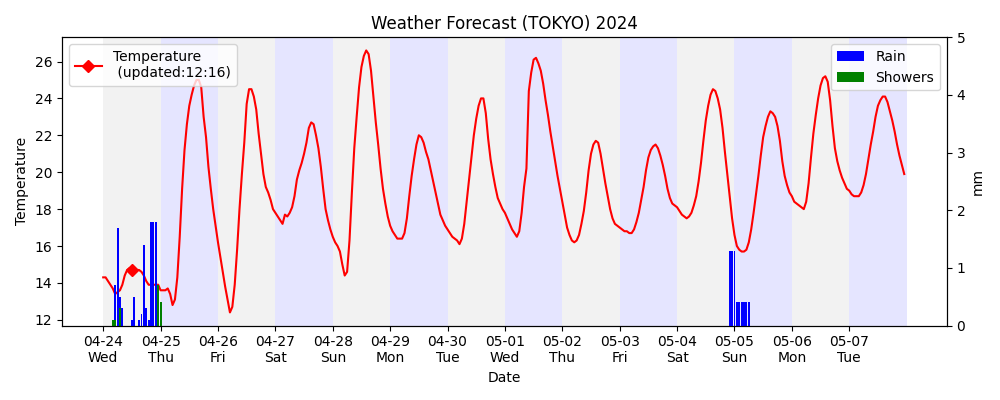 Weather Forecast (TOKYO) 2024
Temperature
(updated:12:16)
Rain
Showers
26
24
22
20
18
16
14
12
Temperature
5
4
3
2
1
0
mm
04-24 04-25 04-26 04-27 04-28 04-29 04-30 05-01 05-02 05-03 05-04 05-05 05-06 05-07
Wed Thu Fri Sat Sun Mon Tue Wed Thu Fri Sat Sun Mon Tue
Date